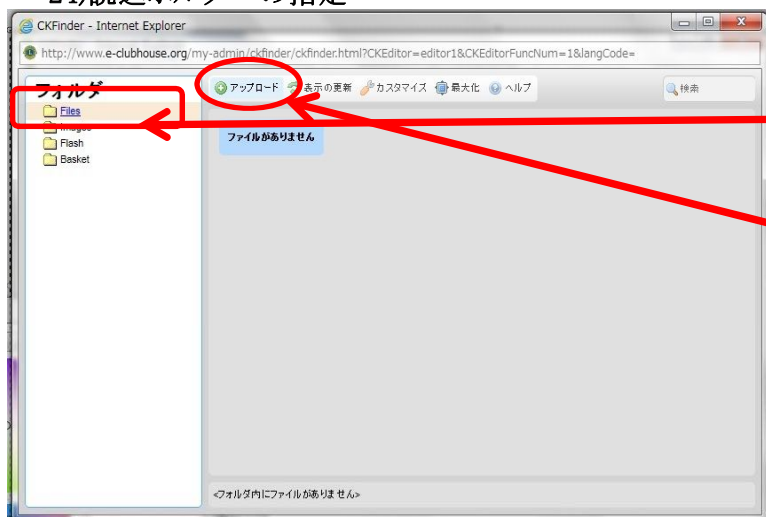 CKFinder - Internet Explorer
http://www.e-clubhouse.org/my-admin/ckfinder/ckfinder.html?CKEditor=editor1&CKEditorFuncNum=1&langCode=
フォルダ
アップロード 表示の更新 カスタマイズ 最大化 ヘルプ 検索
Files
Images
Flash
Basket
ファイルがありません
<フォルダ内にファイルがありません>